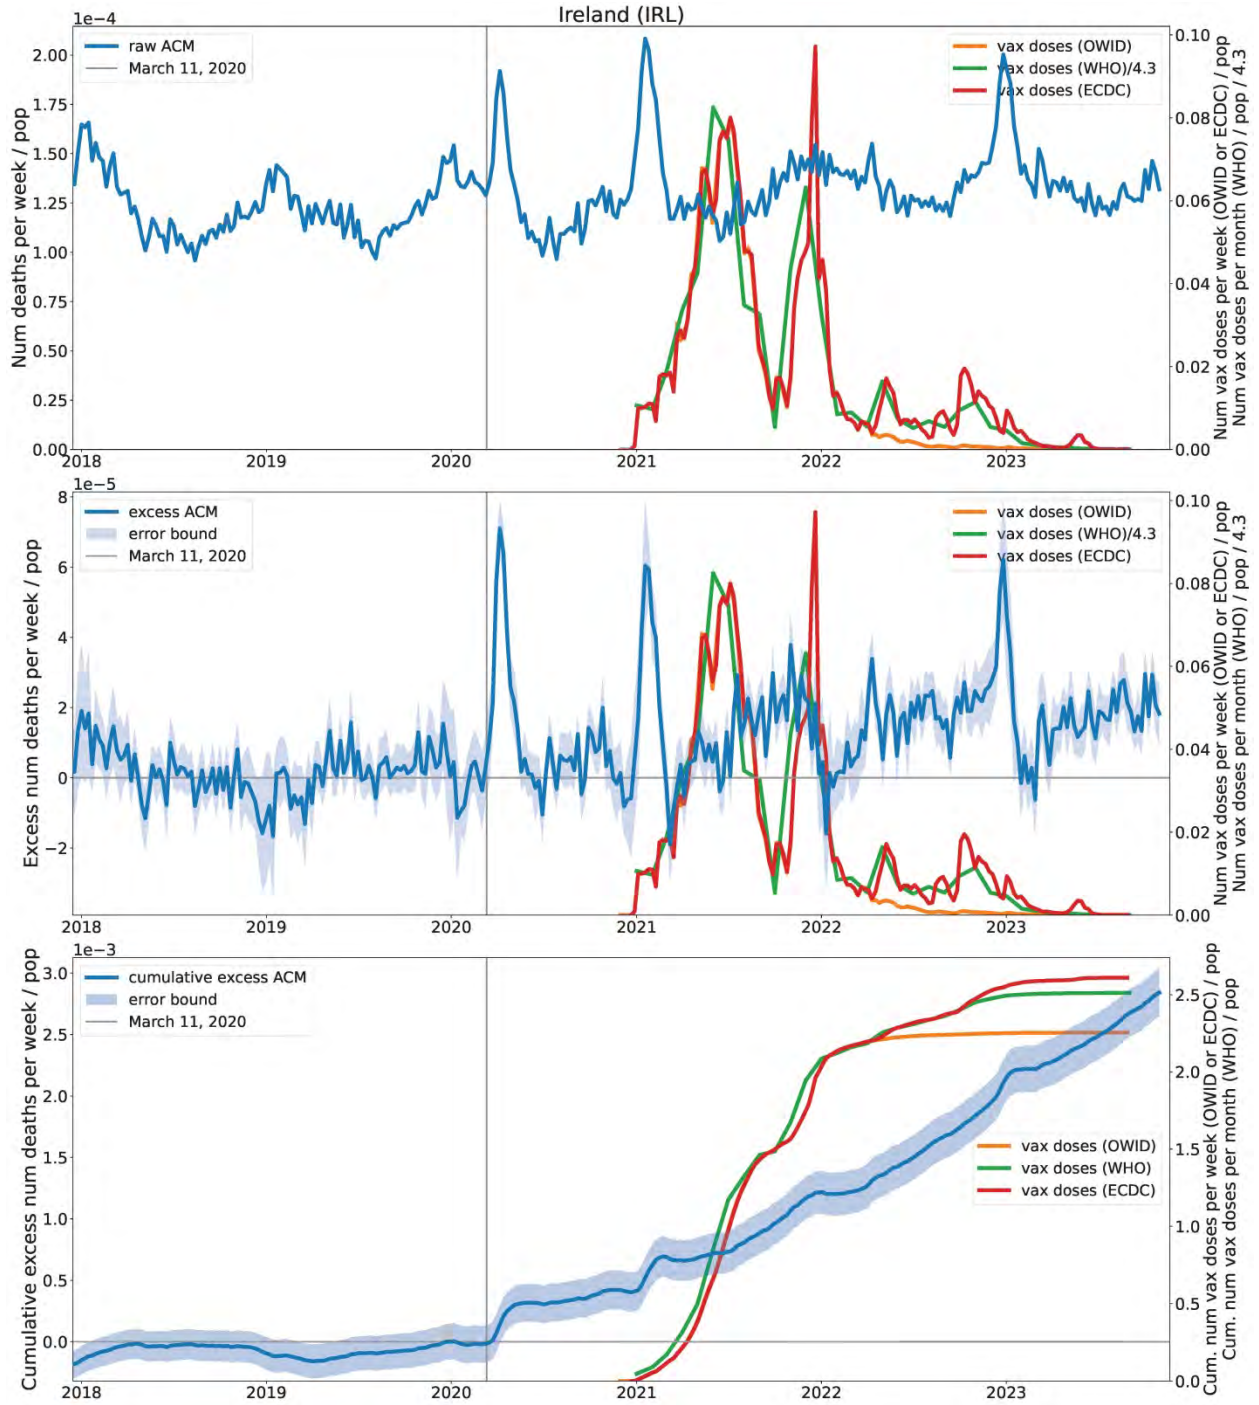 Ireland (IRL)
1e−4
raw ACM
March 11, 2020
vax doses (OWID)
vax doses (WHO)/4.3
vax doses (ECDC)
Num deaths per week / pop
2.00
1.75
1.50
1.25
1.00
0.75
0.50
0.25
0.00
0.10
0.08
0.06
0.04
0.02
0.00
Num vax doses per week (OWID or ECDC) / pop
Num vax doses per month (WHO) / pop / 4.3
2018
2019
2020
2021
2022
2023
1e−5
excess ACM
error bound
March 11, 2020
vax doses (OWID)
vax doses (WHO)/4.3
vax doses (ECDC)
Excess num deaths per week / pop
8
6
4
2
0
−2
0.10
0.08
0.06
0.04
0.02
0.00
Num vax doses per week (OWID or ECDC) / pop
Num vax doses per month (WHO) / pop / 4.3
2018
2019
2020
2021
2022
2023
1e−3
cumulative excess ACM
error bound
March 11, 2020
vax doses (OWID)
vax doses (WHO)
vax doses (ECDC)
Cumulative excess num deaths per week / pop
3.0
2.5
2.0
1.5
1.0
0.5
0.0
2.5
2.0
1.5
1.0
0.5
0.0
Cum. num vax doses per week (OWID or ECDC) / pop
Cum. num vax doses per month (WHO) / pop
2018
2019
2020
2021
2022
2023